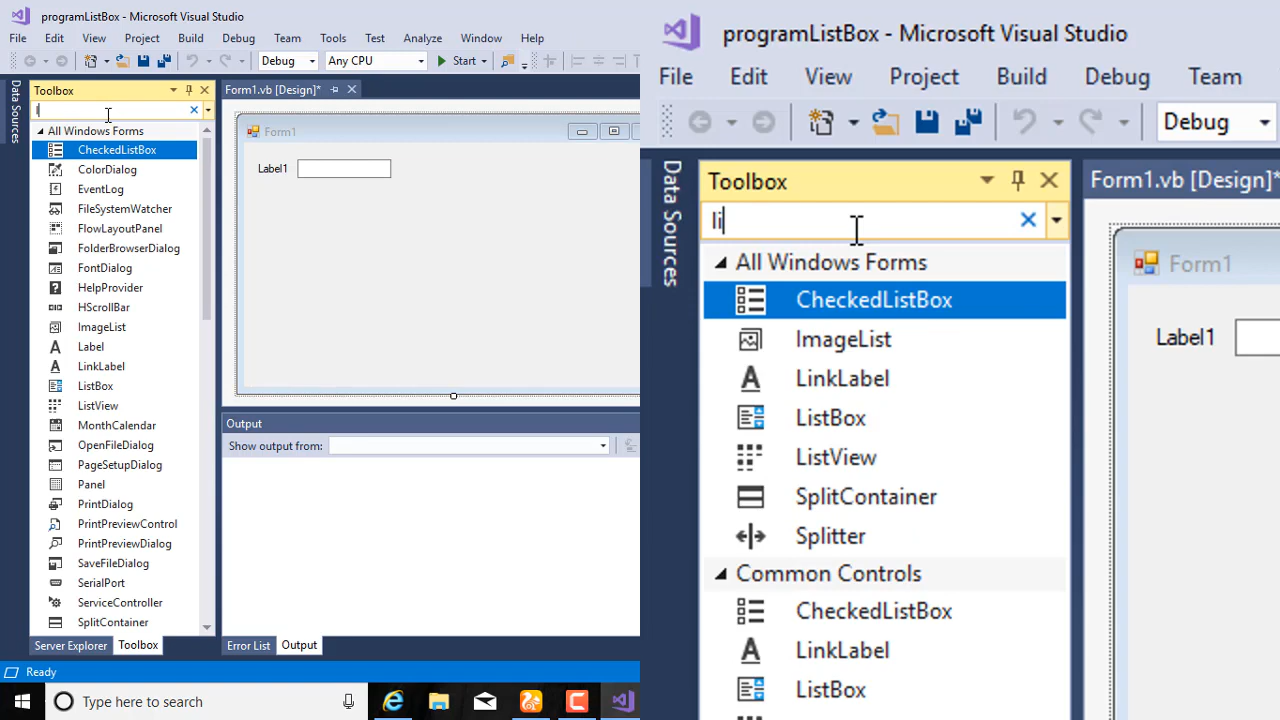 programListBox - Microsoft Visual Studio
File Edit View Project Build Debug Team Tools Test Analyze Window Help
Debug Any CPU Start
Data Sources
Toolbox
l
All Windows Forms
CheckedListBox
ColorDialog
EventLog
FileSystemWatcher
FlowLayoutPanel
FolderBrowserDialog
FontDialog
HelpProvider
HScrollBar
ImageList
Label
LinkLabel
ListBox
ListView
MonthCalendar
OpenFileDialog
PageSetupDialog
Panel
PrintDialog
PrintPreviewControl
PrintPreviewDialog
SaveFileDialog
SerialPort
ServiceController
SplitContainer
Server Explorer Toolbox
Form1.vb [Design]*
Form1
Label1
Output
Show output from:
Error List Output
Ready
Type here to search
programListBox - Microsoft Visual Studio
File Edit View Project Build Debug Team
Debug
Data Sources
Toolbox
li
All Windows Forms
CheckedListBox
ImageList
LinkLabel
ListBox
ListView
SplitContainer
Splitter
Common Controls
CheckedListBox
LinkLabel
ListBox
Form1.vb [Design]*
Form1
Label1